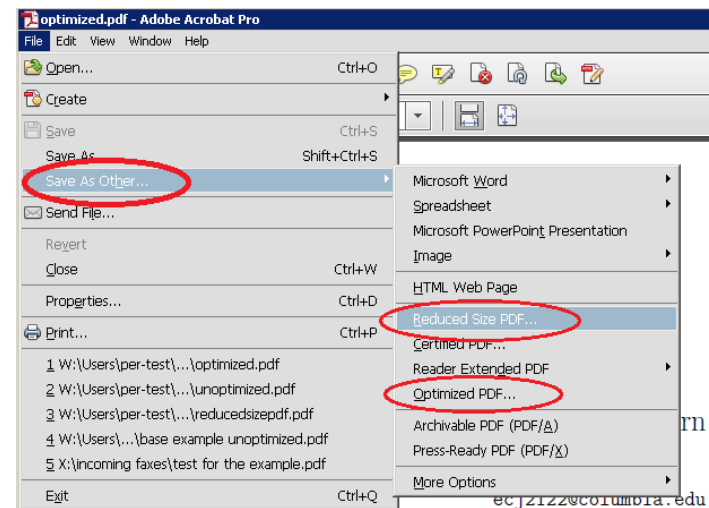 optimized.pdf - Adobe Acrobat Pro
File Edit View Window Help
Open... Ctrl+O
Create
Save Ctrl+S
Save As Shift+Ctrl+S
Save As Other...
Send File...
Revert
Close Ctrl+W
Properties... Ctrl+D
Print... Ctrl+P
1 W:\Users\per-test\...\optimized.pdf
2 W:\Users\per-test\...\unoptimized.pdf
3 W:\Users\per-test\...\reducedsizepdf.pdf
4 W:\Users\...\base example unoptimized.pdf
5 X:\incoming faxes\test for the example.pdf
Exit Ctrl+Q
Microsoft Word
Spreadsheet
Microsoft PowerPoint Presentation
Image
HTML Web Page
Reduced Size PDF...
Certified PDF...
Reader Extended PDF
Optimized PDF...
Archivable PDF (PDF/A)
Press-Ready PDF (PDF/X)
More Options
rn
ecj2122@columbia.edu